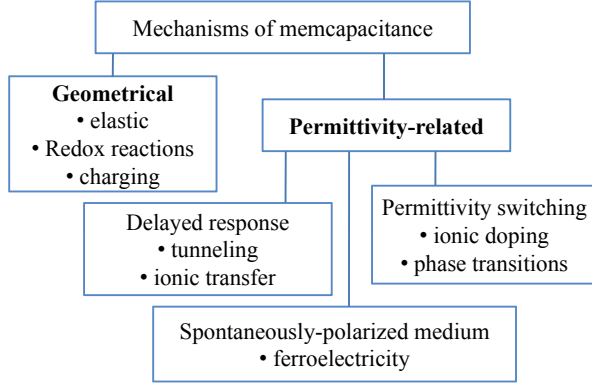 Mechanisms of memcapacitance
Geometrical
• elastic
• Redox reactions
• charging
Permittivity-related
Delayed response
• tunneling
• ionic transfer
Permittivity switching
• ionic doping
• phase transitions
Spontaneously-polarized medium
• ferroelectricity